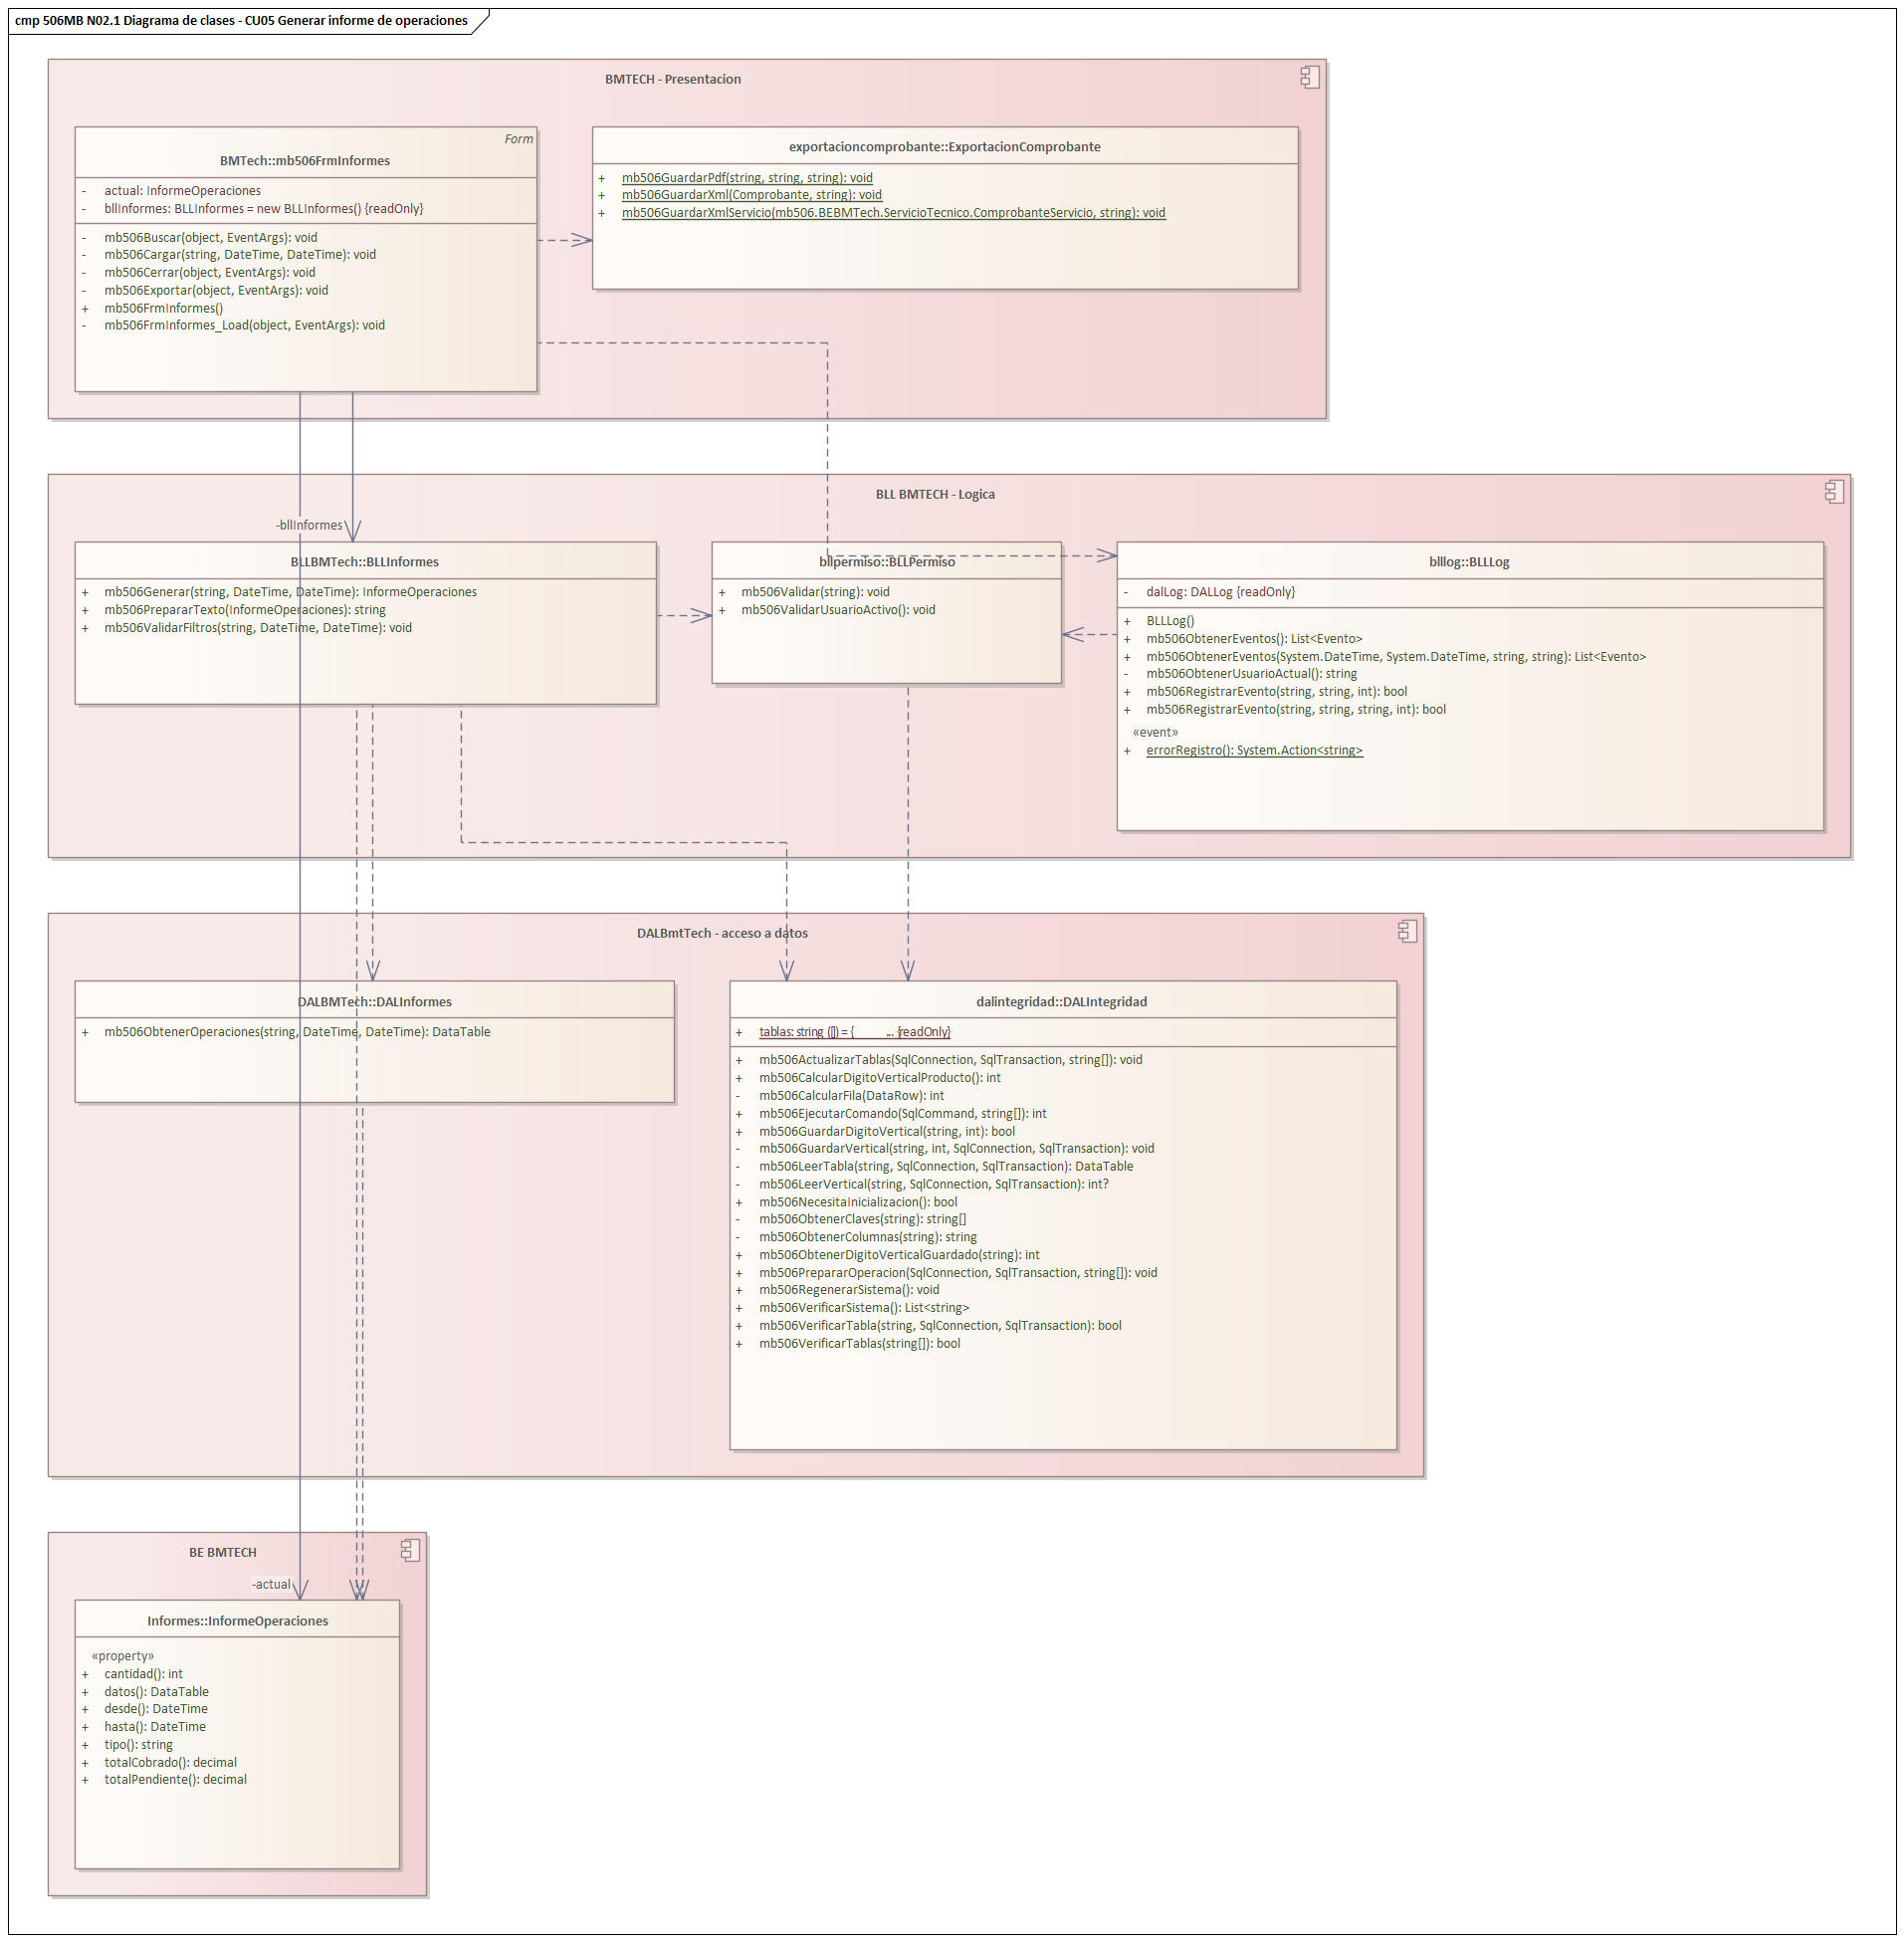 cmp 506MB N02.1 Diagrama de clases - CU05 Generar informe de operaciones
BMTECH - Presentacion
Form
BMTech::mb506FrmInformes
- actual: InformeOperaciones
- bllInformes: BLLInformes = new BLLInformes() {readOnly}
- mb506Buscar(object, EventArgs): void
- mb506Cargar(string, DateTime, DateTime): void
- mb506Cerrar(object, EventArgs): void
- mb506Exportar(object, EventArgs): void
+ mb506FrmInformes()
- mb506FrmInformes_Load(object, EventArgs): void
exportacioncomprobante::ExportacionComprobante
+ mb506GuardarPdf(string, string, string): void
+ mb506GuardarXml(Comprobante, string): void
+ mb506GuardarXmlServicio(mb506.BEBMTech.ServicioTecnico.ComprobanteServicio, string): void
BLL BMTECH - Logica
-bllInformes
BLLBMTech::BLLInformes
+ mb506Generar(string, DateTime, DateTime): InformeOperaciones
+ mb506PrepararTexto(InformeOperaciones): string
+ mb506ValidarFiltros(string, DateTime, DateTime): void
bllpermiso::BLLPermiso
+ mb506Validar(string): void
+ mb506ValidarUsuarioActivo(): void
blllog::BLLLog
- dalLog: DALLog {readOnly}
+ BLLLog()
+ mb506ObtenerEventos(): List<Evento>
+ mb506ObtenerEventos(System.DateTime, System.DateTime, string, string): List<Evento>
- mb506ObtenerUsuarioActual(): string
+ mb506RegistrarEvento(string, string, int): bool
+ mb506RegistrarEvento(string, string, string, int): bool
«event»
+ errorRegistro(): System.Action<string>
DALBmtTech - acceso a datos
DALBMTech::DALInformes
+ mb506ObtenerOperaciones(string, DateTime, DateTime): DataTable
dalintegridad::DALIntegridad
+ tablas: string ([]) = { ... {readOnly}
+ mb506ActualizarTablas(SqlConnection, SqlTransaction, string[]): void
+ mb506CalcularDigitoVerticalProducto(): int
- mb506CalcularFila(DataRow): int
+ mb506EjecutarComando(SqlCommand, string[]): int
+ mb506GuardarDigitoVertical(string, int): bool
- mb506GuardarVertical(string, int, SqlConnection, SqlTransaction): void
- mb506LeerTabla(string, SqlConnection, SqlTransaction): DataTable
- mb506LeerVertical(string, SqlConnection, SqlTransaction): int?
+ mb506NecesitaInicializacion(): bool
- mb506ObtenerClaves(string): string[]
- mb506ObtenerColumnas(string): string
+ mb506ObtenerDigitoVerticalGuardado(string): int
+ mb506PrepararOperacion(SqlConnection, SqlTransaction, string[]): void
+ mb506RegenerarSistema(): void
+ mb506VerificarSistema(): List<string>
+ mb506VerificarTabla(string, SqlConnection, SqlTransaction): bool
+ mb506VerificarTablas(string[]): bool
BE BMTECH
-actual
Informes::InformeOperaciones
«property»
+ cantidad(): int
+ datos(): DataTable
+ desde(): DateTime
+ hasta(): DateTime
+ tipo(): string
+ totalCobrado(): decimal
+ totalPendiente(): decimal